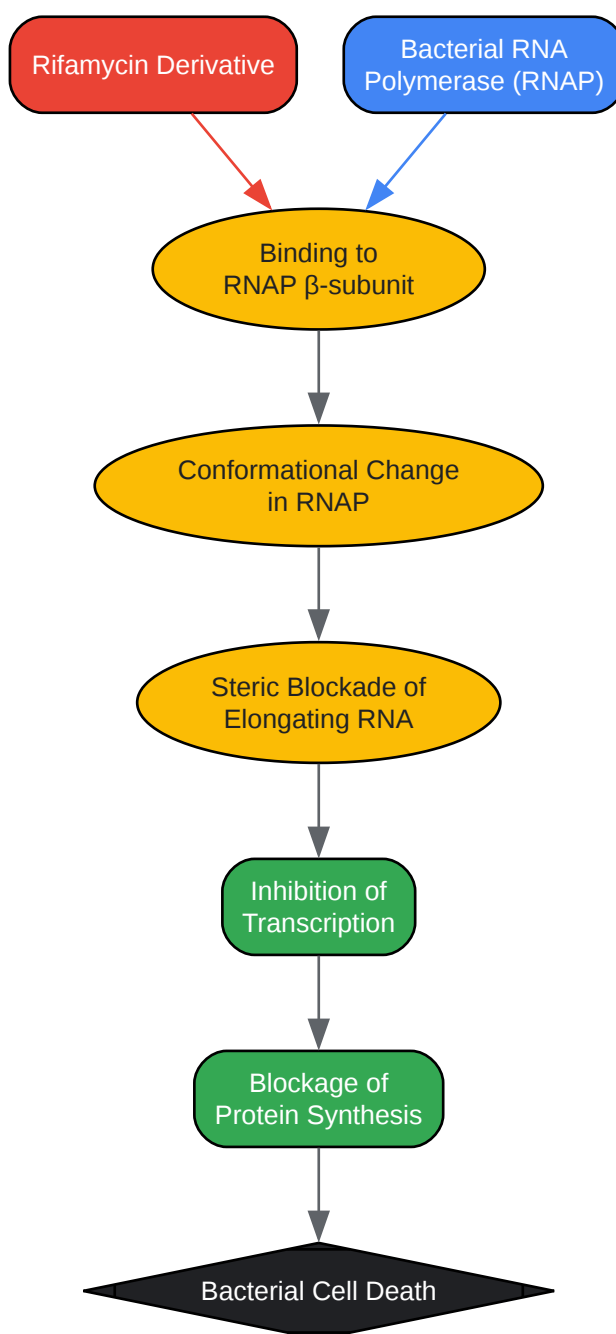 Rifamycin Derivative
Bacterial RNA
Polymerase (RNAP)
Binding to
RNAP β-subunit
Conformational Change
in RNAP
Steric Blockade of
Elongating RNA
Inhibition of
Transcription
Blockage of
Protein Synthesis
Bacterial Cell Death